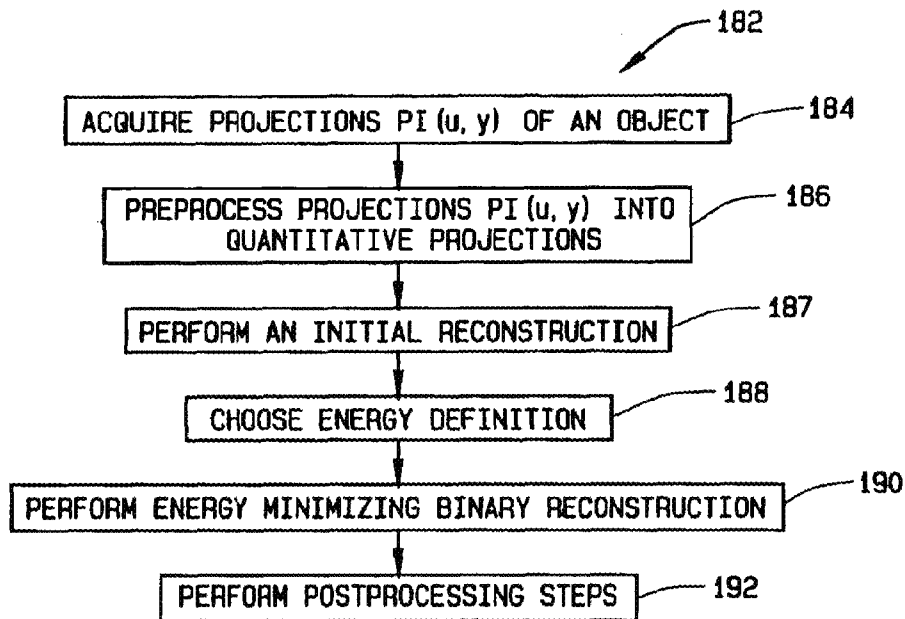 182
ACQUIRE PROJECTIONS PI(u, y) OF AN OBJECT
184
PREPROCESS PROJECTIONS PI(u, y) INTO
QUANTITATIVE PROJECTIONS
186
PERFORM AN INITIAL RECONSTRUCTION
187
CHOOSE ENERGY DEFINITION
188
PERFORM ENERGY MINIMIZING BINARY RECONSTRUCTION
190
PERFORM POSTPROCESSING STEPS
192